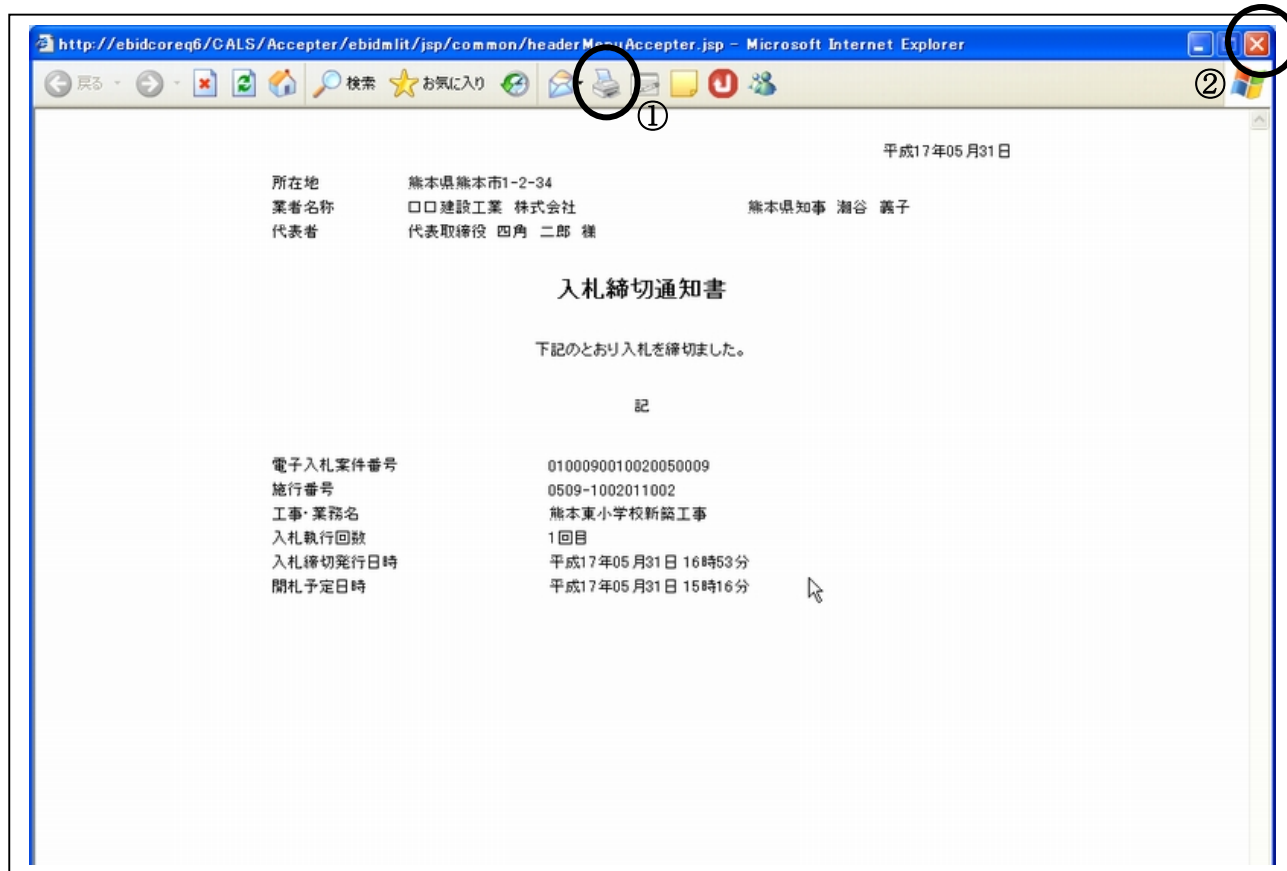 http://ebidcoreq6/CALS/Accepter/ebidmlit/jsp/common/headerMenuAccepter.jsp - Microsoft Internet Explorer
戻る 検索 お気に入り
① ②
平成17年05月31日
所在地 熊本県熊本市1-2-34
業者名称 口口建設工業 株式会社 熊本県知事 潮谷 義子
代表者 代表取締役 四角 二郎 様
入札締切通知書
下記のとおり入札を締切ました。
記
電子入札案件番号 0100090010020050009
施行番号 0509-1002011002
工事・業務名 熊本東小学校新築工事
入札執行回数 1回目
入札締切発行日時 平成17年05月31日 16時53分
開札予定日時 平成17年05月31日 15時16分